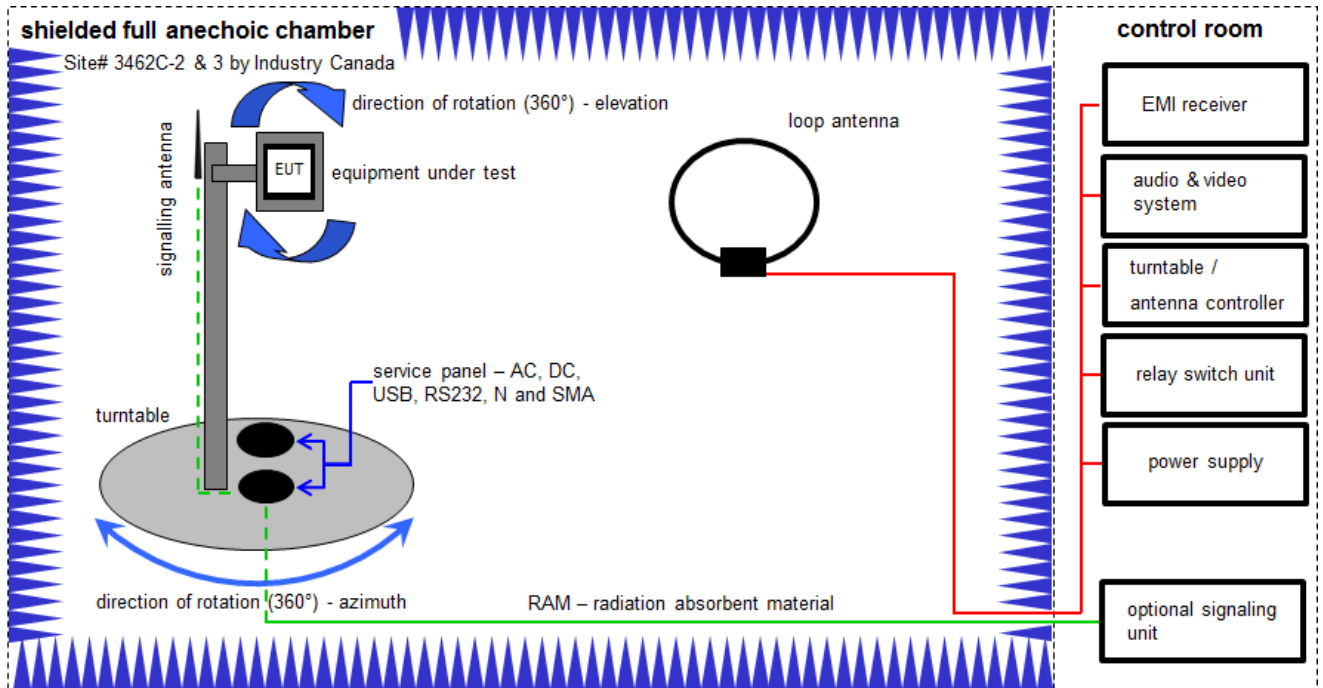 shielded full anechoic chamber
Site# 3462C-2 & 3 by Industry Canada
direction of rotation (360°) - elevation
signalling antenna
EUT
equipment under test
loop antenna
service panel – AC, DC,
USB, RS232, N and SMA
turntable
direction of rotation (360°) - azimuth
RAM – radiation absorbent material
control room
EMI receiver
audio & video
system
turntable /
antenna controller
relay switch unit
power supply
optional signaling
unit